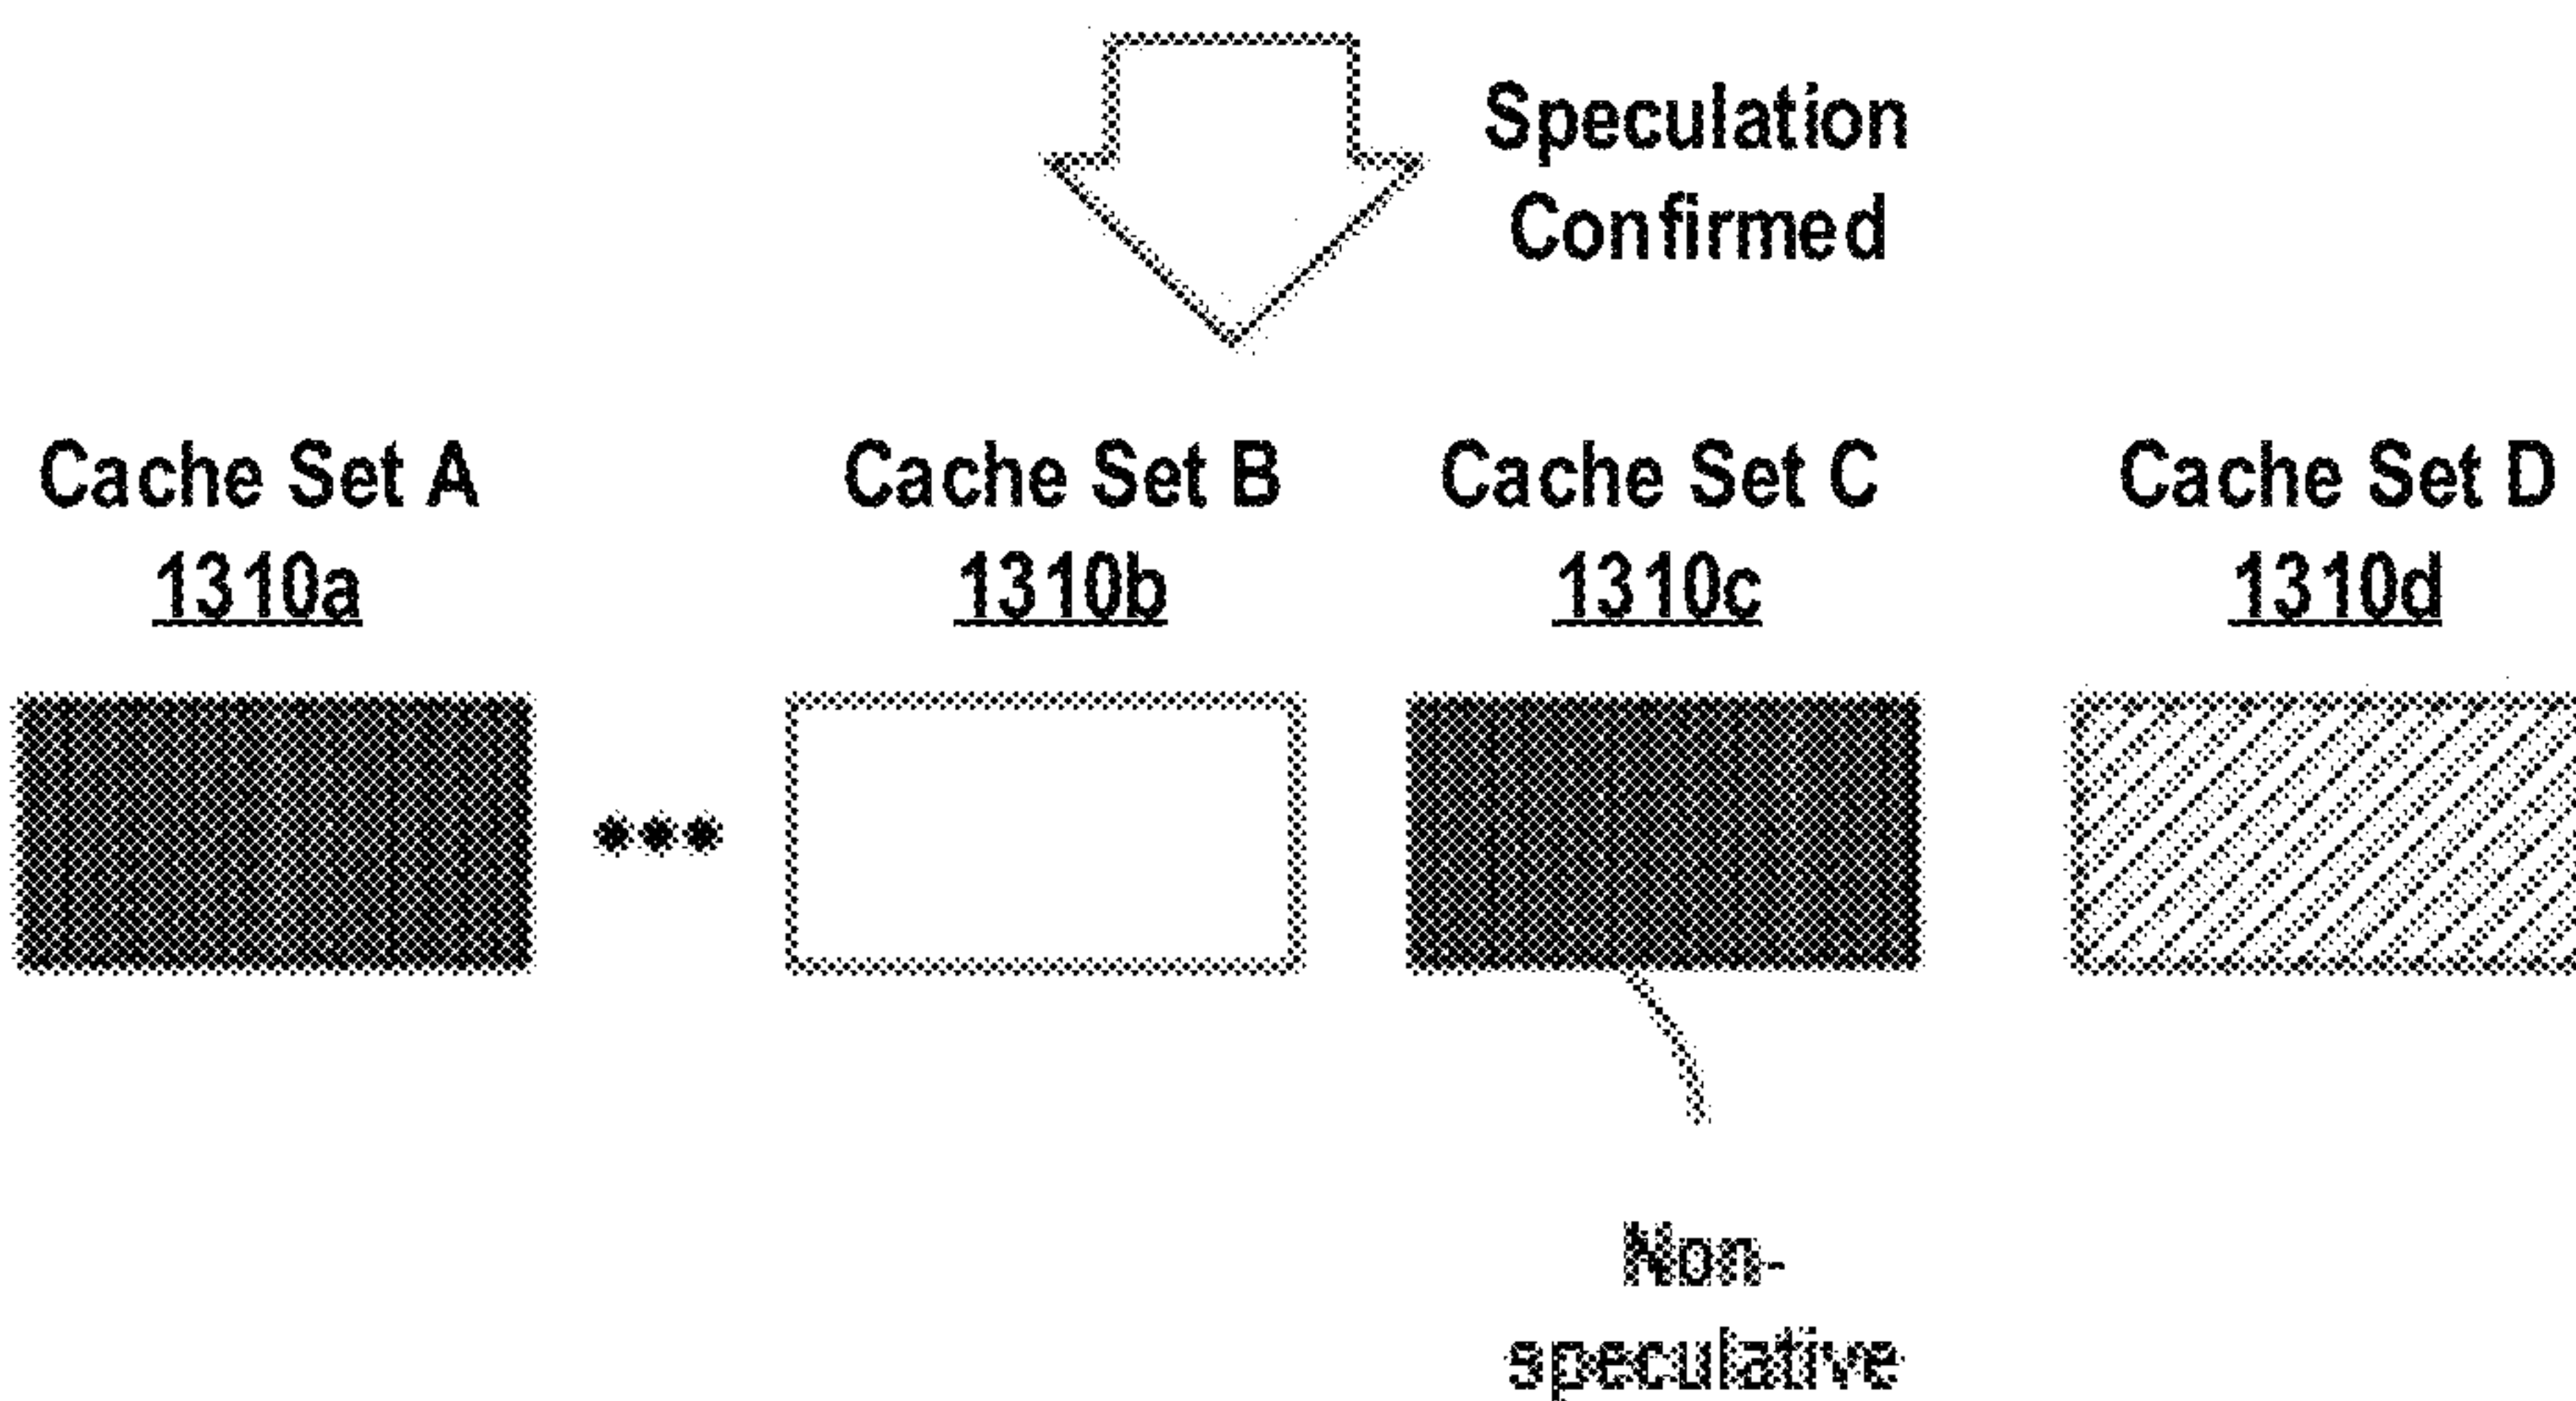 Speculation
Confirmed
Cache Set A
1310a
Cache Set B
1310b
Cache Set C
1310c
Cache Set D
1310d
***
Non-
speculative